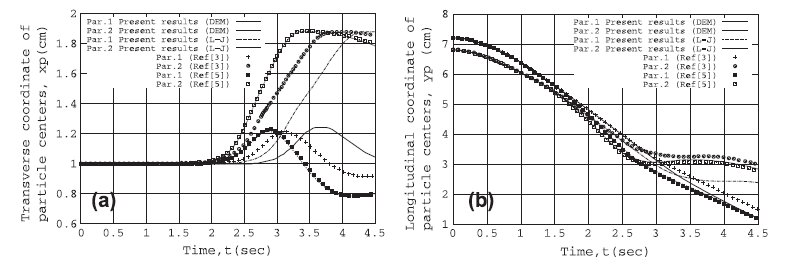 Par.1 Present results (DEM)
Par.2 Present results (DEM)
Par.1 Present results (L-J)
Par.2 Present results (L-J)
Par.1 (Ref[3])
Par.2 (Ref[3])
Par.1 (Ref[5])
Par.2 (Ref[5])
Transverse coordinate of
particle centers, xp(cm)
2
1.8
1.6
1.4
1.2
1
0.8
0.6
(a)
0 0.5 1 1.5 2 2.5 3 3.5 4 4.5
Time,t(sec)
Par.1 Present results (DEM)
Par.2 Present results (DEM)
Par.1 Present results (L-J)
Par.2 Present results (L-J)
Par.1 (Ref[3])
Par.2 (Ref[3])
Par.1 (Ref[5])
Par.2 (Ref[5])
Longitudinal coordinate of
particle centers, yp (cm)
8
7
6
5
4
3
2
1
(b)
0 0.5 1 1.5 2 2.5 3 3.5 4 4.5
Time,t(sec)